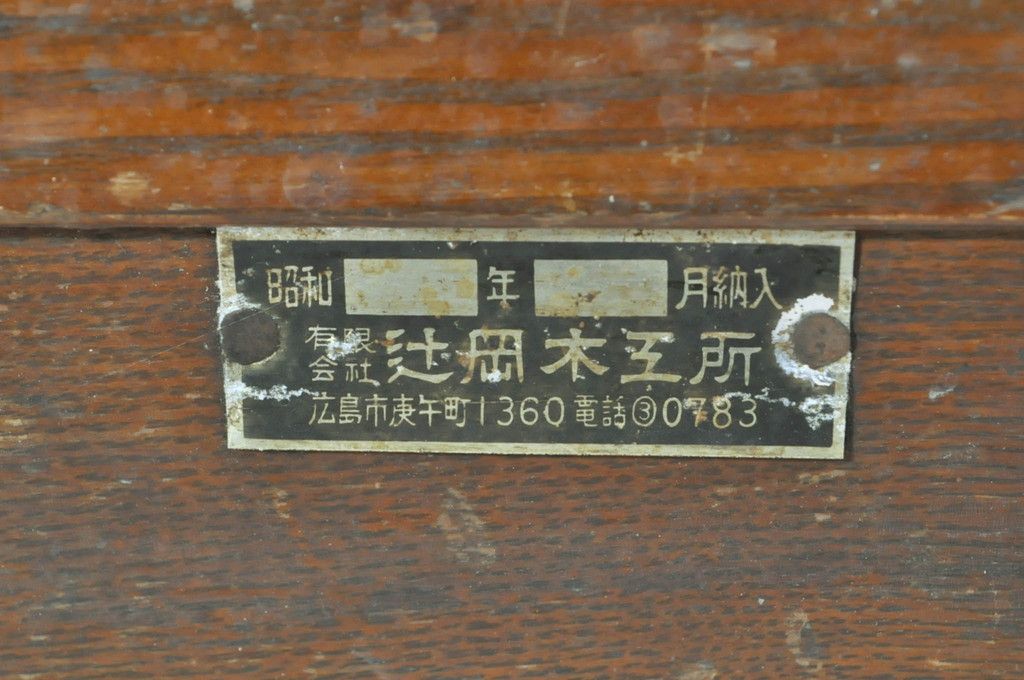 昭和 年 月納入
有限会社 辻岡木工所
広島市庚午町1360電話③0783